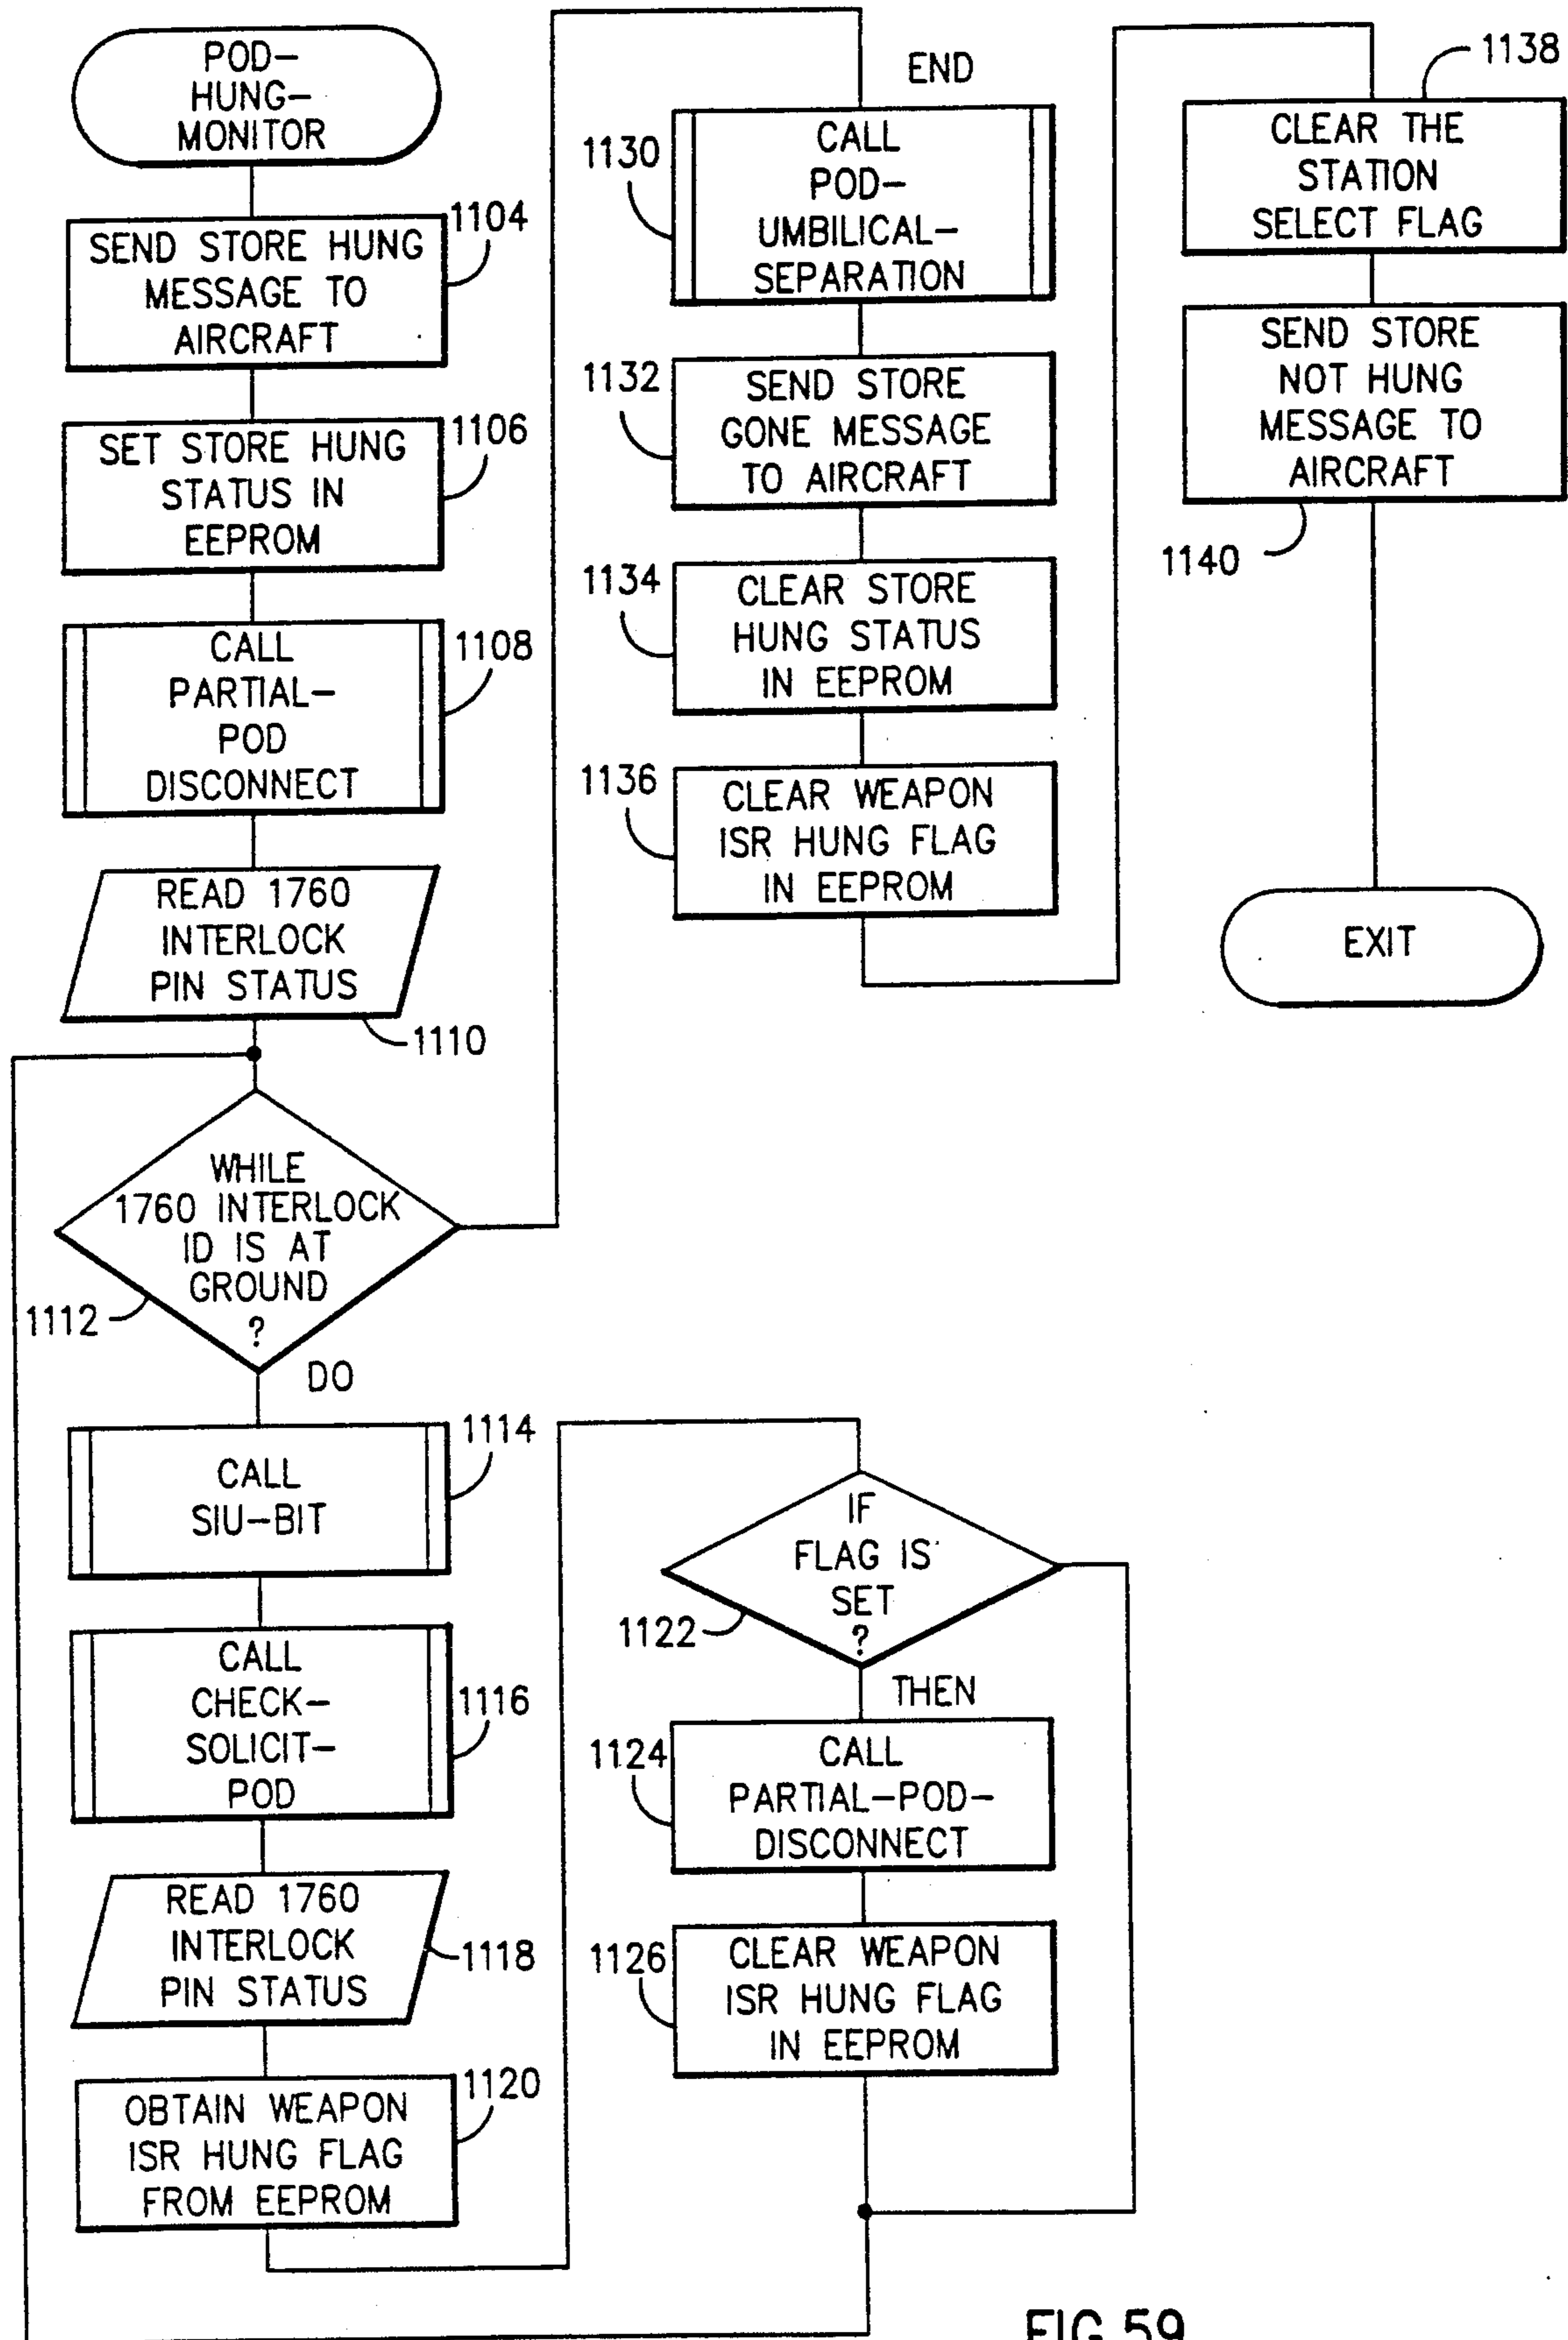 POD-
HUNG-
MONITOR
1104
SEND STORE HUNG
MESSAGE TO
AIRCRAFT
1106
SET STORE HUNG
STATUS IN
EEPROM
1108
CALL
PARTIAL-
POD
DISCONNECT
READ 1760
INTERLOCK
PIN STATUS
1110
WHILE
1760 INTERLOCK
ID IS AT
GROUND
?
1112
DO
1114
CALL
SIU-BIT
1116
CALL
CHECK-
SOLICIT-
POD
READ 1760
INTERLOCK
PIN STATUS
1118
1120
OBTAIN WEAPON
ISR HUNG FLAG
FROM EEPROM
IF
FLAG IS
SET
?
1122
THEN
1124
CALL
PARTIAL-POD-
DISCONNECT
1126
CLEAR WEAPON
ISR HUNG FLAG
IN EEPROM
END
1130
CALL
POD-
UMBILICAL-
SEPARATION
1132
SEND STORE
GONE MESSAGE
TO AIRCRAFT
1134
CLEAR STORE
HUNG STATUS
IN EEPROM
1136
CLEAR WEAPON
ISR HUNG FLAG
IN EEPROM
1138
CLEAR THE
STATION
SELECT FLAG
SEND STORE
NOT HUNG
MESSAGE TO
AIRCRAFT
1140
EXIT
FIG.59